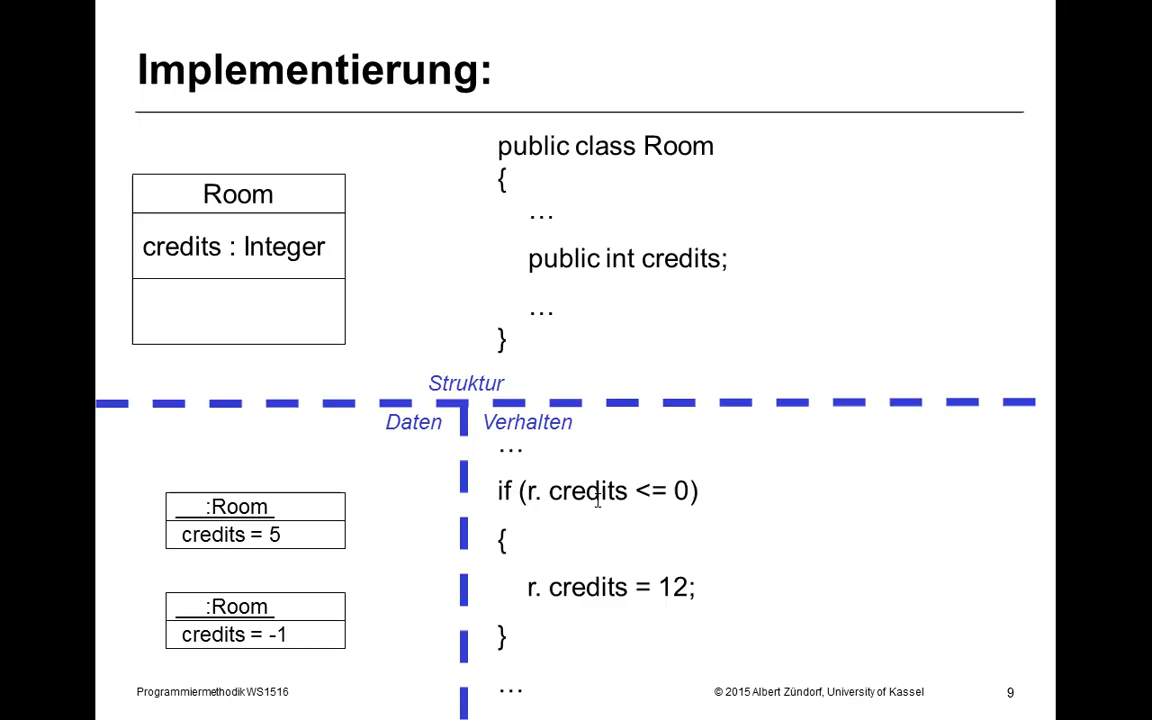 Implementierung:
Room
credits : Integer
public class Room
{
…
public int credits;
…
}
Struktur
Daten
Verhalten
:Room
credits = 5
:Room
credits = -1
…
if (r. credits <= 0)
{
r. credits = 12;
}
…
Programmiermethodik WS1516
© 2015 Albert Zündorf, University of Kassel
9